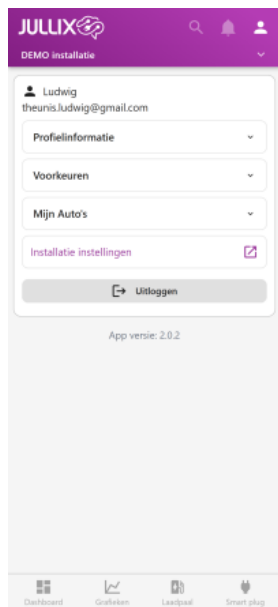 JULLIX
DEMO installatie
Ludwig
theunis.ludwig@gmail.com
Profielinformatie
Voorkeuren
Mijn Auto's
Installatie instellingen
Uitloggen
App versie: 2.0.2
Dashboard Grafieken Laadpaal Smart plug